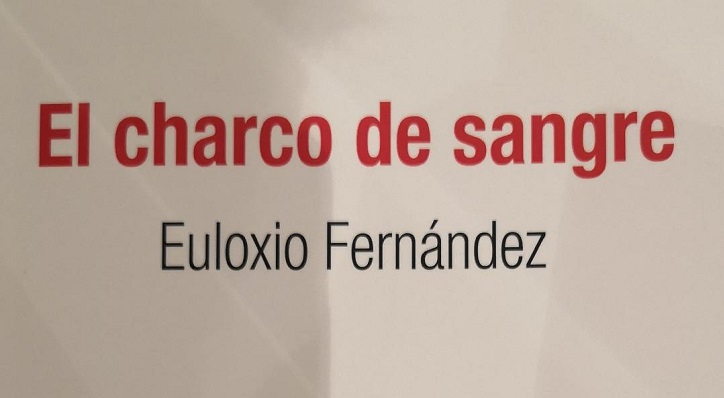 El charco de sangre
Euloxio Fernández